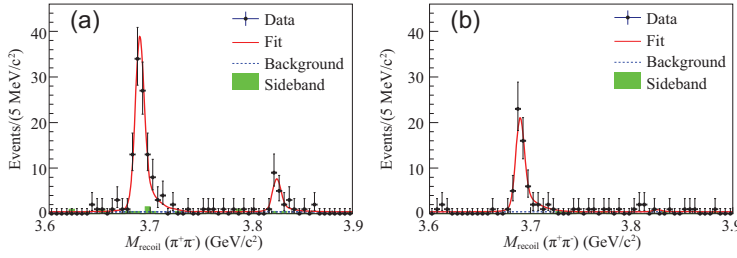 (a)
Data
Fit
Background
Sideband
Events/(5 MeV/c²)
40
30
20
10
0
3.6
3.7
3.8
3.9
M_recoil (π⁺π⁻) (GeV/c²)
(b)
Data
Fit
Background
Sideband
Events/(5 MeV/c²)
40
30
20
10
0
3.6
3.7
3.8
3.9
M_recoil (π⁺π⁻) (GeV/c²)